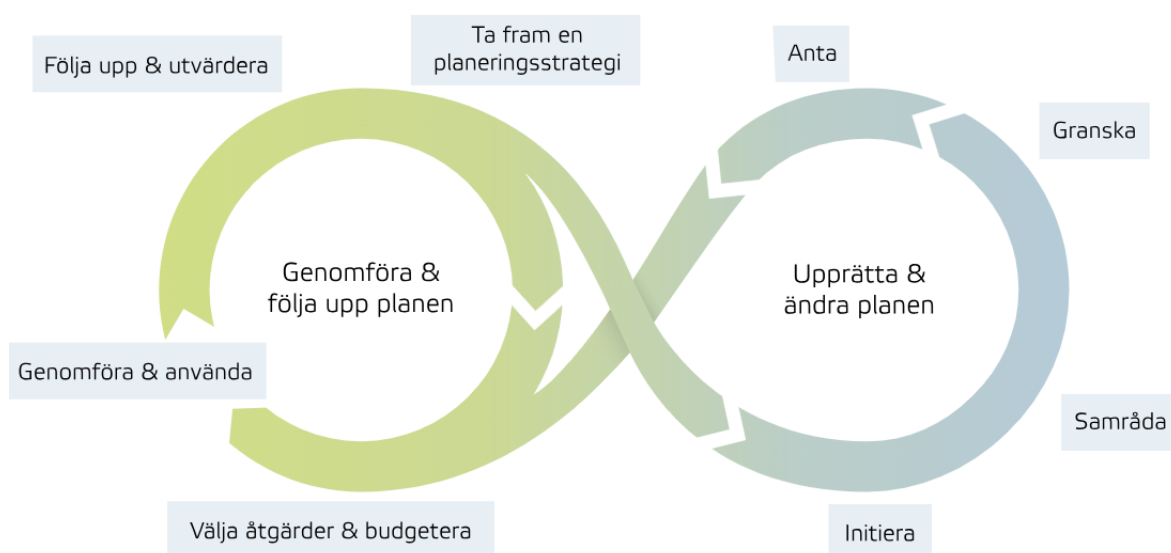 Ta fram en
planeringsstrategi
Följa upp & utvärdera
Anta
Granska
Genomföra &
följa upp planen
Upprätta &
ändra planen
Genomföra & använda
Samråda
Välja åtgärder & budgetera
Initiera